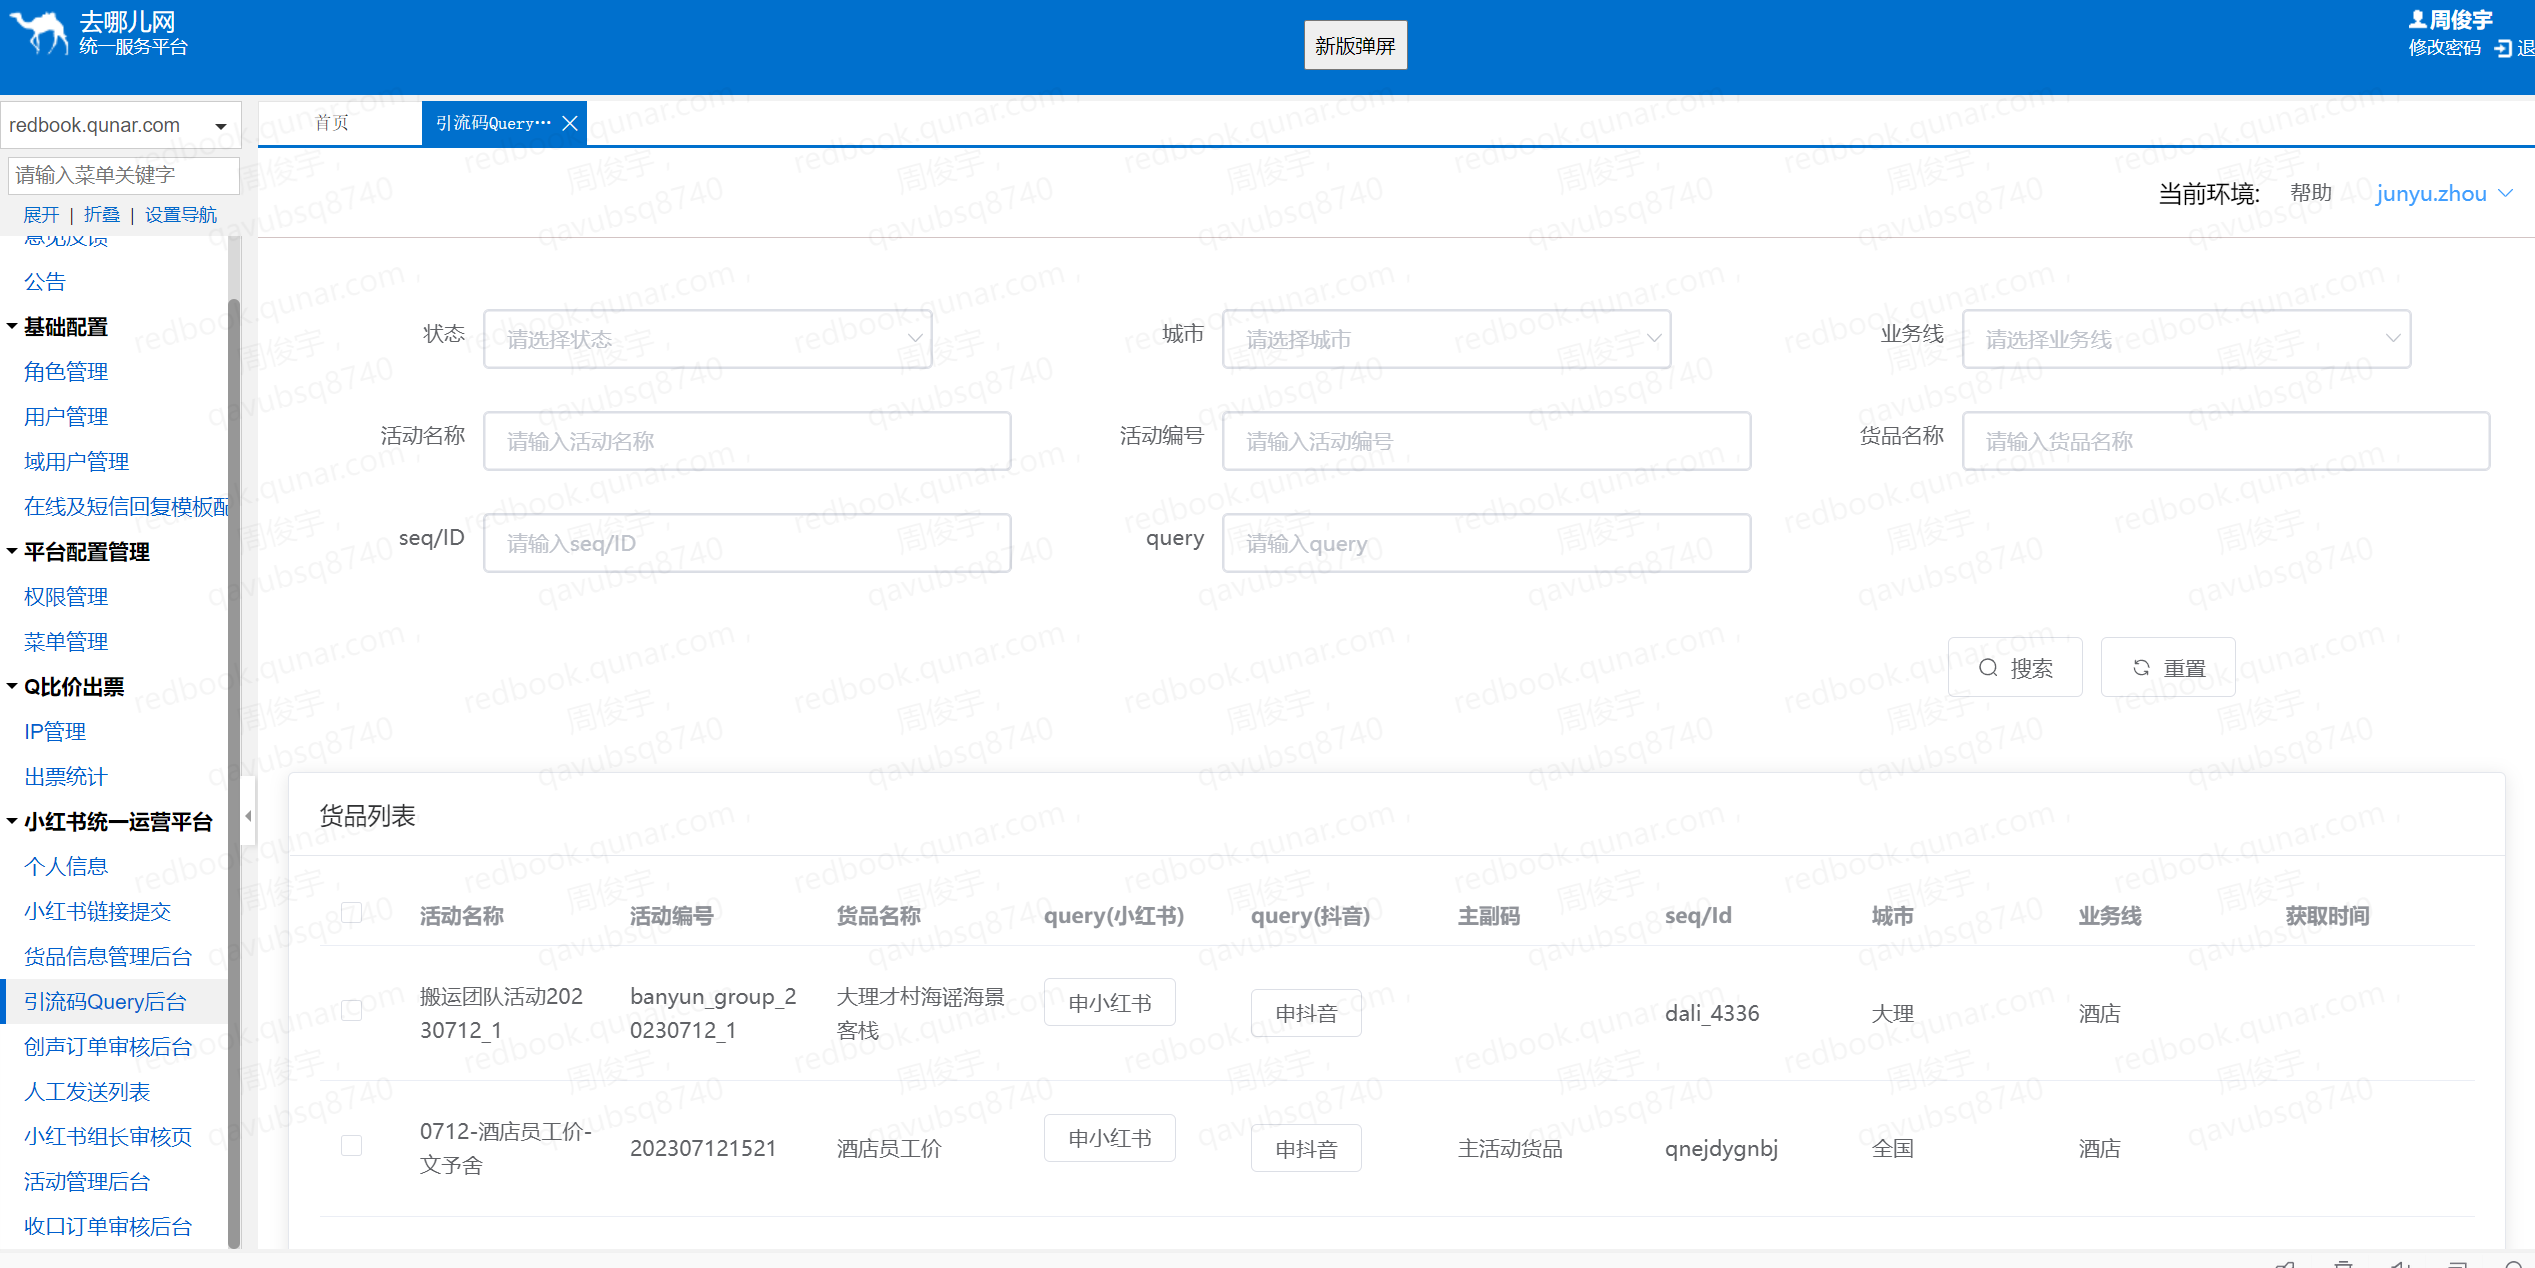 去哪儿网
统一服务平台
新版弹屏
周俊宇
修改密码 退
redbook.qunar.com
首页
引流码Query···
请输入菜单关键字
展开 | 折叠 | 设置导航
当前环境:
帮助
junyu.zhou
意见反馈
公告
基础配置
角色管理
用户管理
域用户管理
在线及短信回复模板配
平台配置管理
权限管理
菜单管理
Q比价出票
IP管理
出票统计
小红书统一运营平台
个人信息
小红书链接提交
货品信息管理后台
引流码Query后台
创声订单审核后台
人工发送列表
小红书组长审核页
活动管理后台
收口订单审核后台
状态 请选择状态
城市 请选择城市
业务线 请选择业务线
活动名称 请输入活动名称
活动编号 请输入活动编号
货品名称 请输入货品名称
seq/ID 请输入seq/ID
query 请输入query
搜索
重置
货品列表
活动名称 活动编号 货品名称 query(小红书) query(抖音) 主副码 seq/Id 城市 业务线 获取时间
搬运团队活动202
30712_1
banyun_group_2
0230712_1
大理才村海谣海景
客栈
申小红书
申抖音
dali_4336
大理
酒店
0712-酒店员工价-
文予舍
202307121521
酒店员工价
申小红书
申抖音
主活动货品
qnejdygnbj
全国
酒店
redbook.qunar.com ,
周俊宇 ,
qavubsq8740